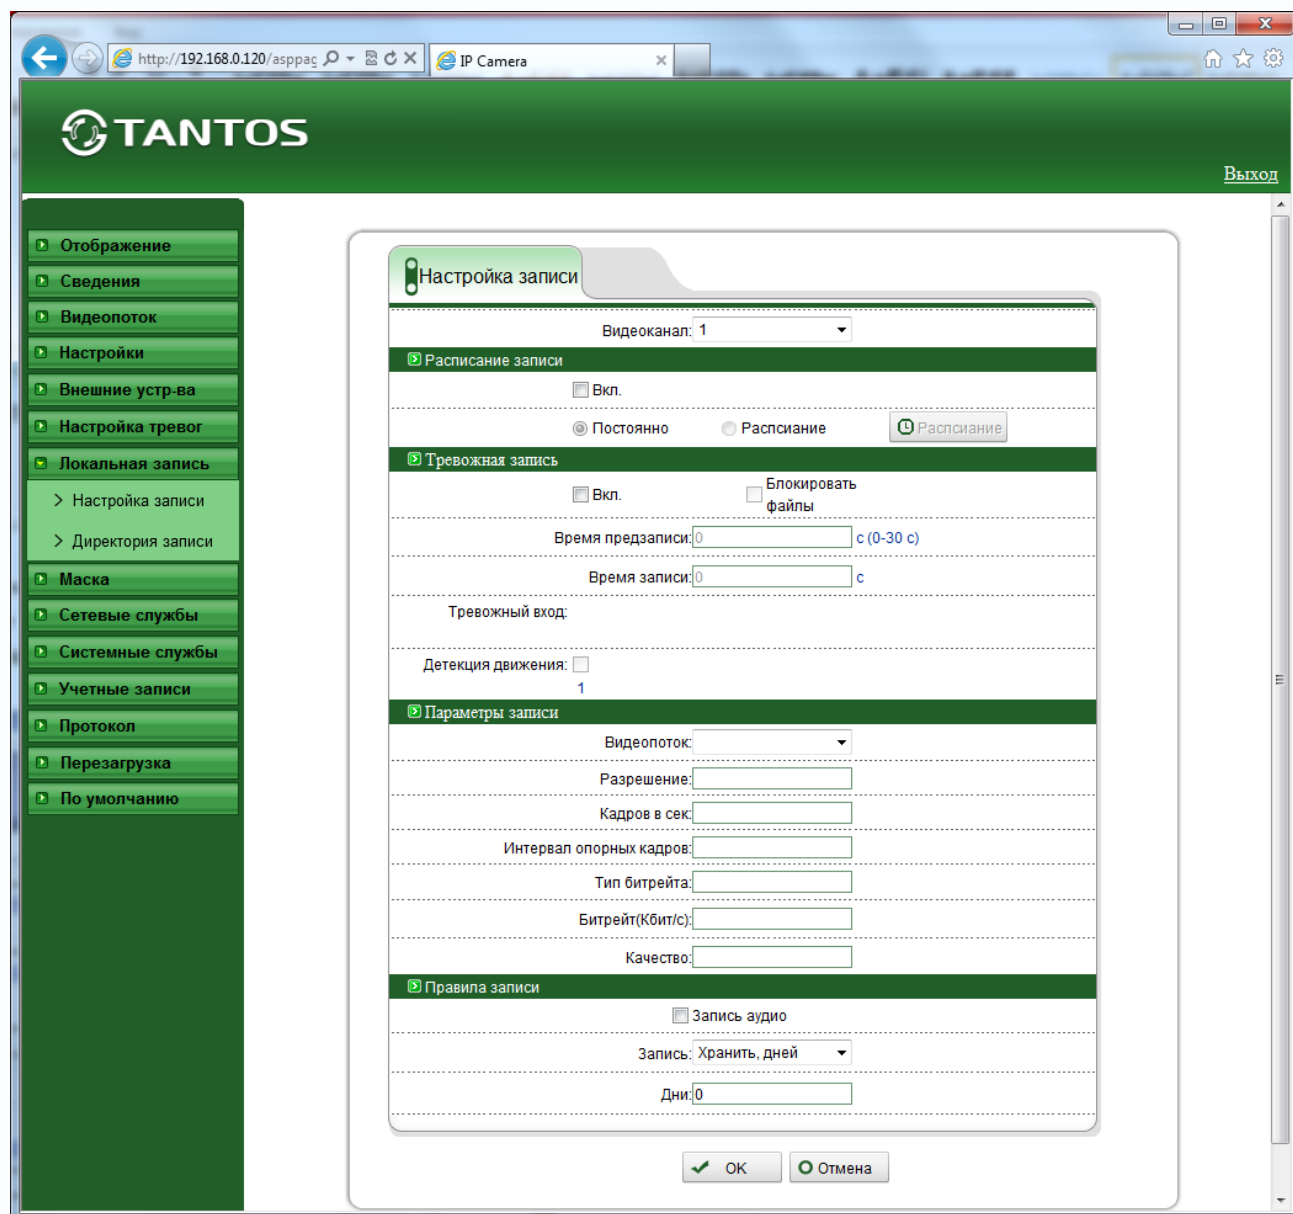 http://192.168.0.120/asppag
IP Camera
TANTOS
Выход
Отображение
Сведения
Видеопоток
Настройки
Внешние устр-ва
Настройка тревог
Локальная запись
> Настройка записи
> Директория записи
Маска
Сетевые службы
Системные службы
Учетные записи
Протокол
Перезагрузка
По умолчанию
Настройка записи
Видеоканал: 1
Расписание записи
Вкл.
Постоянно Распсиание Распсиание
Тревожная запись
Вкл. Блокировать
файлы
Время предзаписи: 0 с (0-30 с)
Время записи: 0 с
Тревожный вход:
Детекция движения:
1
Параметры записи
Видеопоток:
Разрешение:
Кадров в сек:
Интервал опорных кадров:
Тип битрейта:
Битрейт(Кбит/с):
Качество:
Правила записи
Запись аудио
Запись: Хранить, дней
Дни: 0
OK Отмена